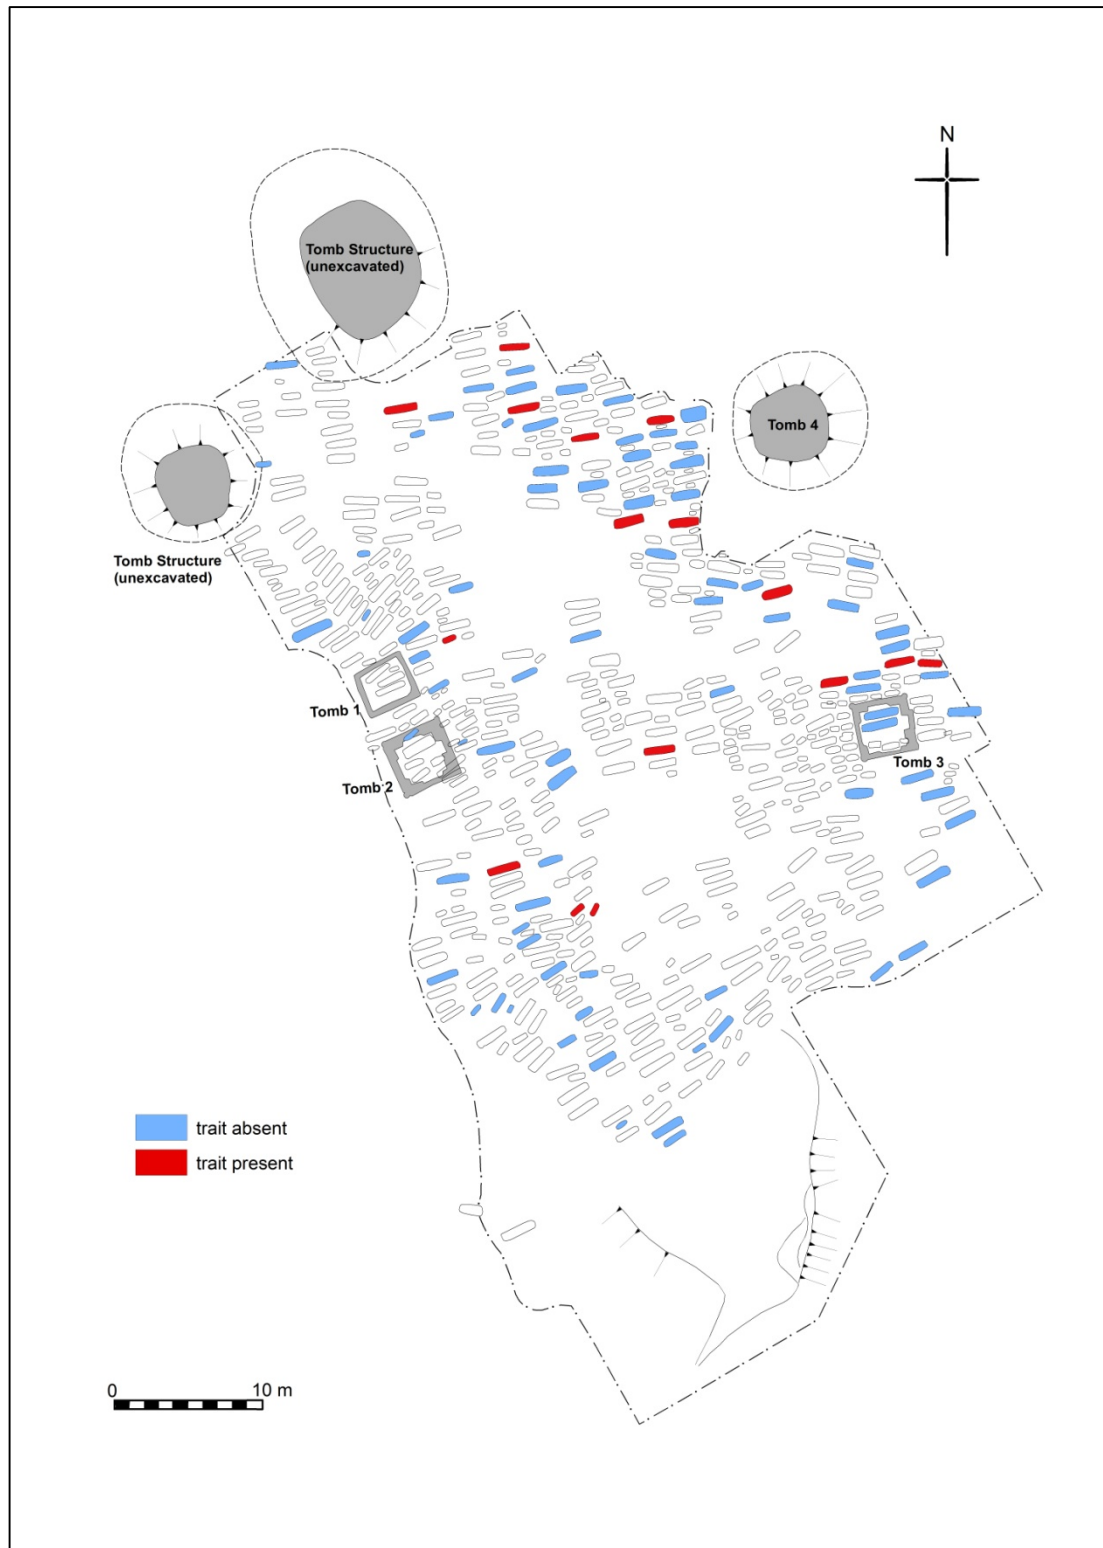 N
Tomb Structure
(unexcavated)
Tomb 4
Tomb Structure
(unexcavated)
Tomb 1
Tomb 2
Tomb 3
trait absent
trait present
0 10 m